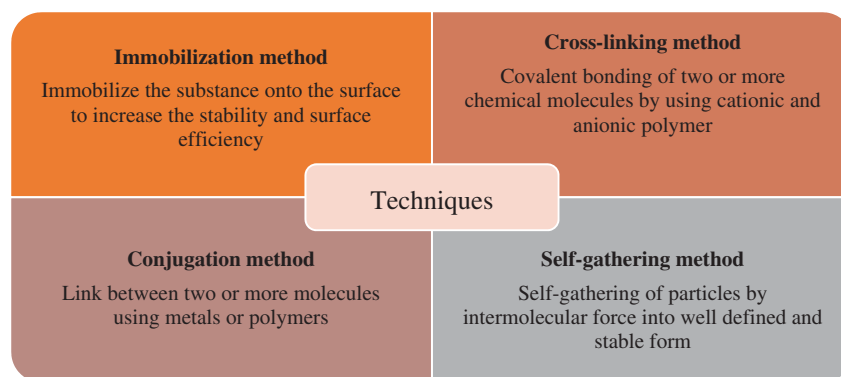 Immobilization method
Immobilize the substance onto the surface
to increase the stability and surface
efficiency
Cross-linking method
Covalent bonding of two or more
chemical molecules by using cationic and
anionic polymer
Techniques
Conjugation method
Link between two or more molecules
using metals or polymers
Self-gathering method
Self-gathering of particles by
intermolecular force into well defined and
stable form